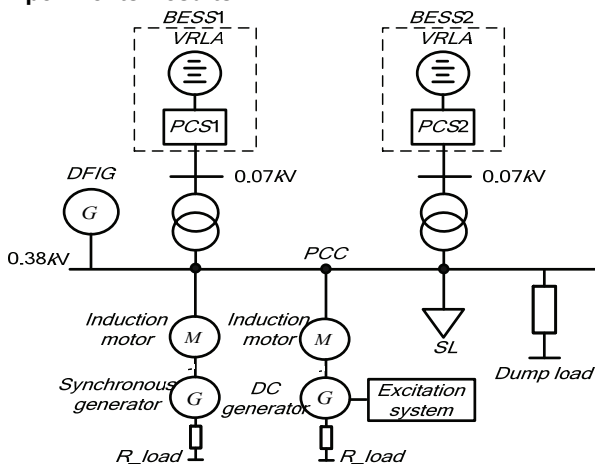 BESS1
VRLA
PCS1
BESS2
VRLA
PCS2
0.07kV
0.07kV
DFIG
G
0.38kV
PCC
Induction
motor
M
Induction
motor
M
SL
Dump load
Synchronous
generator
G
DC
generator
G
Excitation
system
R_load
R_load